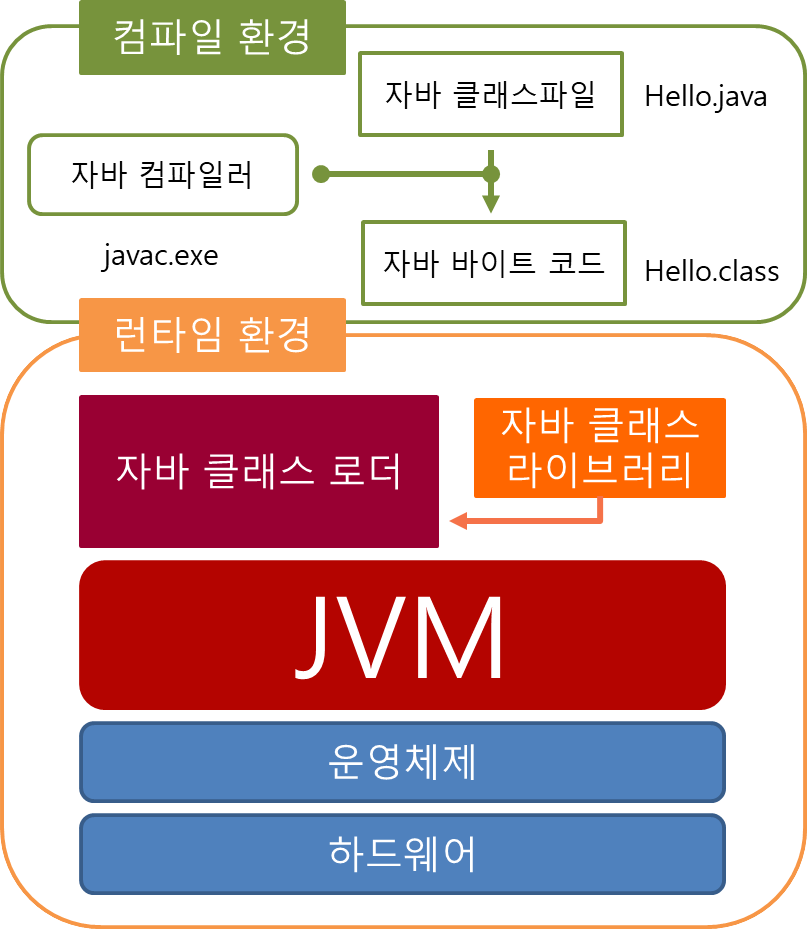 컴파일 환경
자바 클래스파일
Hello.java
자바 컴파일러
javac.exe
자바 바이트 코드
Hello.class
런타임 환경
자바 클래스 로더
자바 클래스
라이브러리
JVM
운영체제
하드웨어